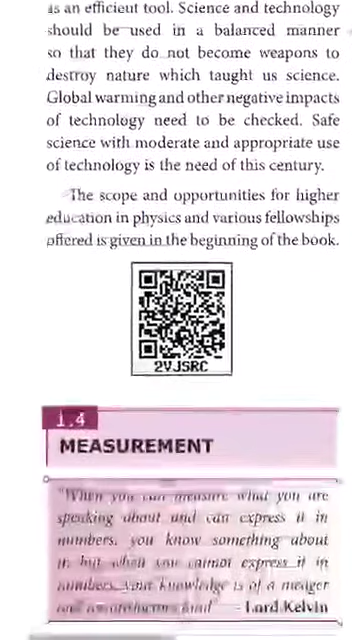 as an efficient tool. Science and technology
should be used in a balanced manner
so that they do not become weapons to
destroy nature which taught us science.
Global warming and other negative impacts
of technology need to be checked. Safe
science with moderate and appropriate use
of technology is the need of this century.
The scope and opportunities for higher
education in physics and various fellowships
offered is given in the beginning of the book.
2VJSRC
1.4
MEASUREMENT
"When you can measure what you are
speaking about and can express it in
numbers, you know something about
it; but when you cannot express it in
numbers, your knowledge is of a meager
and kind" – Lord Kelvin